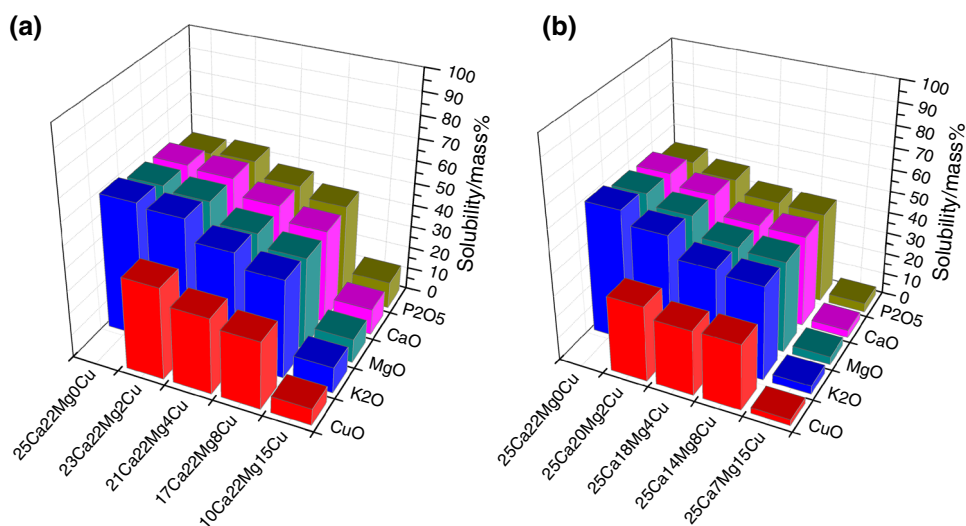 (a)
100
90
80
70
60
50
40
30
20
10
0
Solubility/mass%
P2O5
CaO
MgO
K2O
CuO
25Ca22Mg0Cu
23Ca22Mg2Cu
21Ca22Mg4Cu
17Ca22Mg8Cu
10Ca22Mg15Cu
(b)
100
90
80
70
60
50
40
30
20
10
0
Solubility/mass%
P2O5
CaO
MgO
K2O
CuO
25Ca22Mg0Cu
25Ca20Mg2Cu
25Ca18Mg4Cu
25Ca14Mg8Cu
25Ca7Mg15Cu